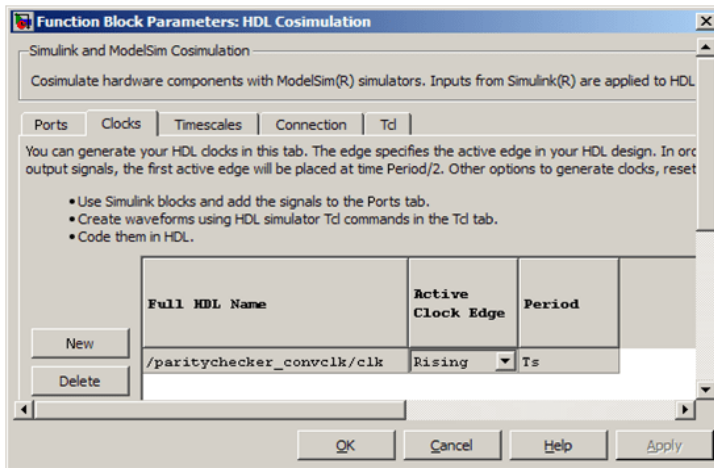 Function Block Parameters: HDL Cosimulation
Simulink and ModelSim Cosimulation
Cosimulate hardware components with ModelSim(R) simulators. Inputs from Simulink(R) are applied to HDL
Ports Clocks Timescales Connection Tcl
You can generate your HDL clocks in this tab. The edge specifies the active edge in your HDL design. In orc
output signals, the first active edge will be placed at time Period/2. Other options to generate clocks, reset
•Use Simulink blocks and add the signals to the Ports tab.
•Create waveforms using HDL simulator Tcl commands in the Tcl tab.
•Code them in HDL.
Full HDL Name Active Clock Edge Period
New
/paritychecker_convclk/clk Rising Ts
Delete
OK Cancel Help Apply